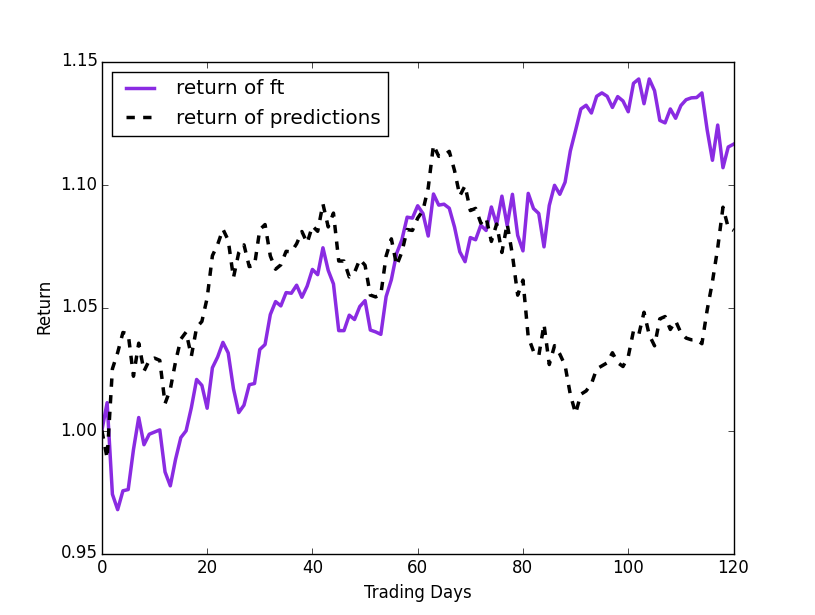 1.15
return of ft
return of predictions
1.10
1.05
Return
1.00
0.95
0 20 40 60 80 100 120
Trading Days